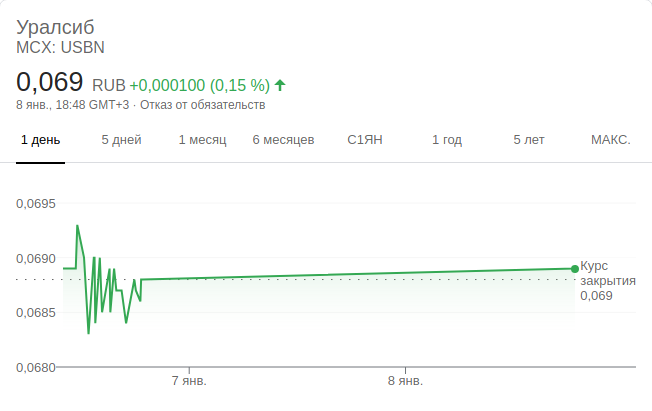 Уралсиб
MCX: USBN
0,069 RUB +0,000100 (0,15 %)
8 янв., 18:48 GMT+3 · Отказ от обязательств
1 день 5 дней 1 месяц 6 месяцев С1ЯН 1 год 5 лет МАКС.
0,0695
0,0690
0,0685
0,0680
Курс
закрытия
0,069
7 янв. 8 янв.